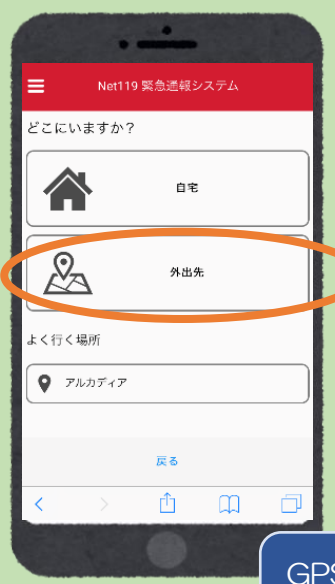 Net119 緊急通報システム
どこにいますか？
自宅
外出先
よく行く場所
アルカディア
戻る
GPS